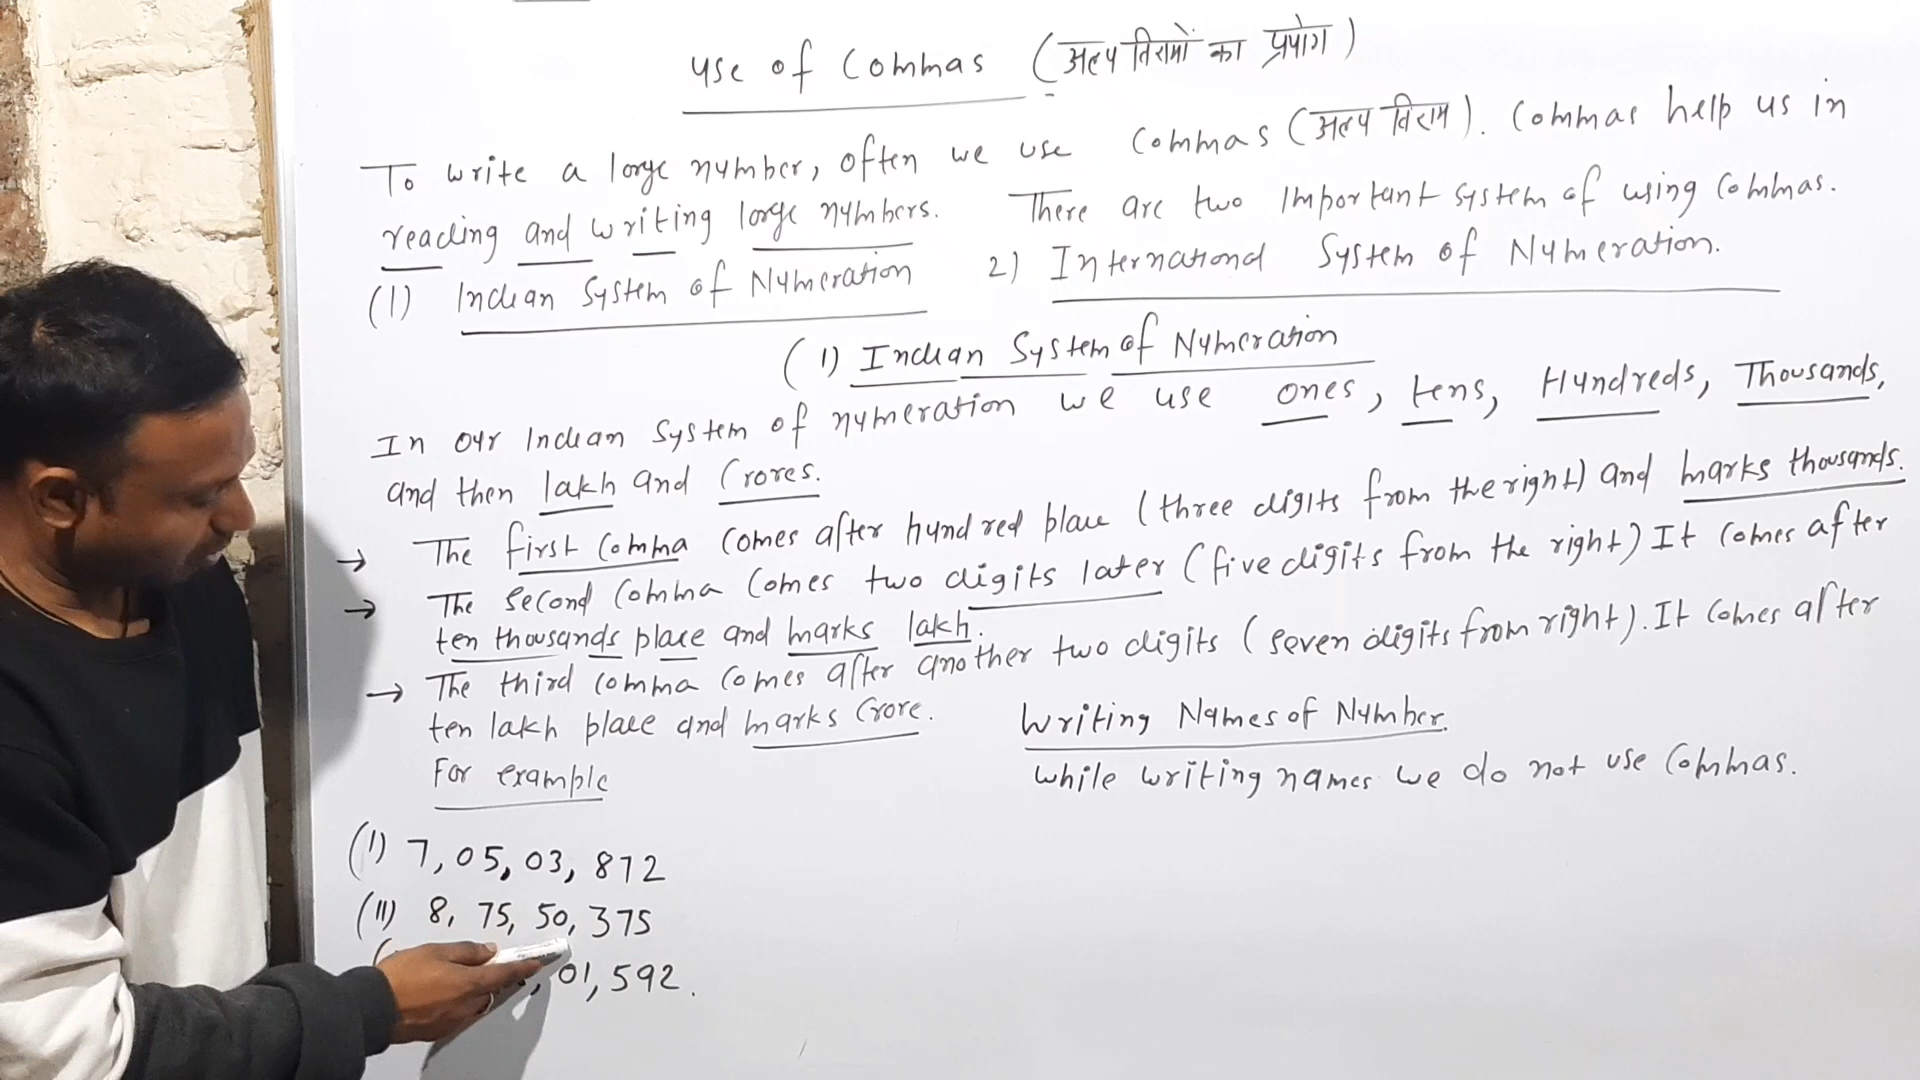 Use of Commas (अल्प विरामों का प्रयोग)
To write a large number, often we use Commas (अल्प विराम). Commas help us in
reading and writing large numbers. There are two Important system of using Commas.
(1) Indian System of Numeration 2) International System of Numeration.
(1) Indian System of Numeration
In our Indian System of numeration we use ones, tens, Hundreds, Thousands,
and then lakh and Crores.
→ The first Comma Comes after hundred place (three digits from the right) and marks thousands.
→ The Second Comma Comes two digits later (five digits from the right) It Comes after
ten thousands place and marks lakh.
→ The third comma Comes after another two digits (seven digits from right). It Comes after
ten lakh place and marks Crore.
Writing Names of Number.
For example
While writing names we do not use Commas.
(I) 7,05,03,872
(II) 8,75,50,375
,01,592.